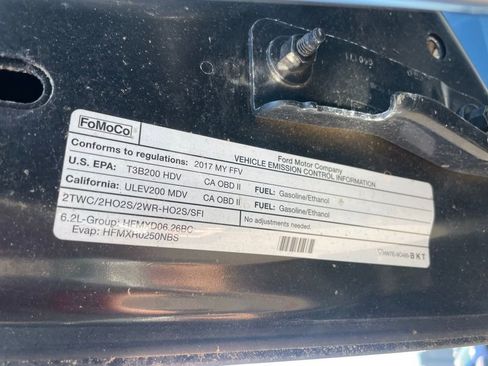 FoMoCo
Ford Motor Company
VEHICLE EMISSION CONTROL INFORMATION
Conforms to regulations: 2017 MY FFV
U.S. EPA: T3B200 HDV CA OBD II FUEL: Gasoline/Ethanol
California: ULEV200 MDV CA OBD II FUEL: Gasoline/Ethanol
2TWC/2HO2S/2WR-HO2S/SFI No adjustments needed.
6.2L-Group: HFMYD06.26BC
Evap: HFMXH0250NBS
BKT